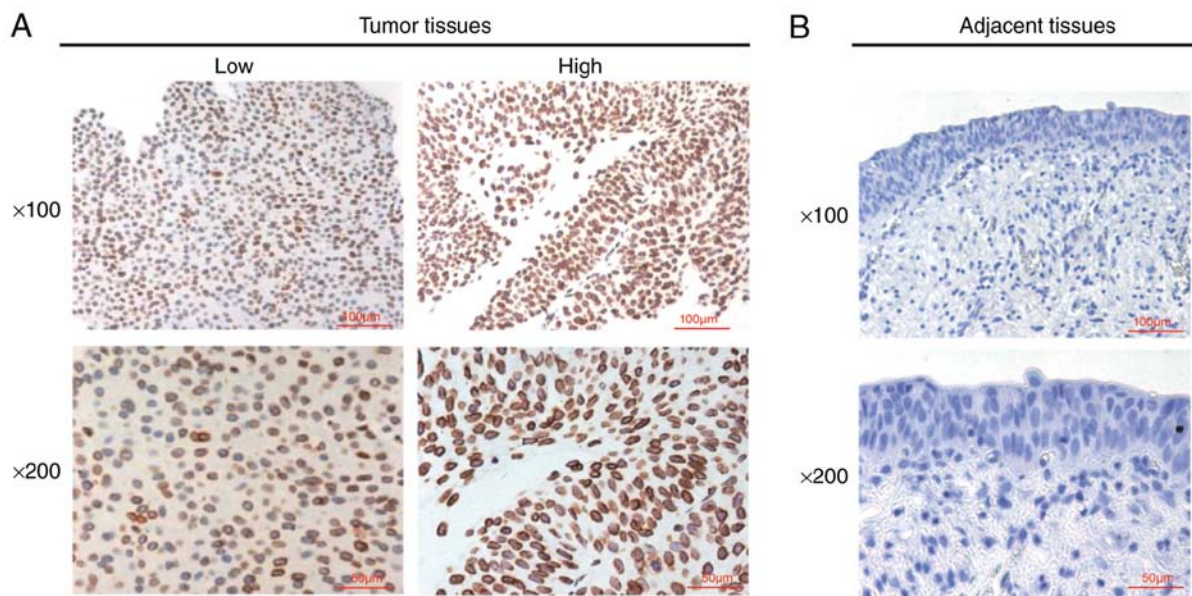 A
Tumor tissues
B
Adjacent tissues
Low
High
×100
100µm
100µm
×100
100µm
×200
50µm
50µm
×200
50µm